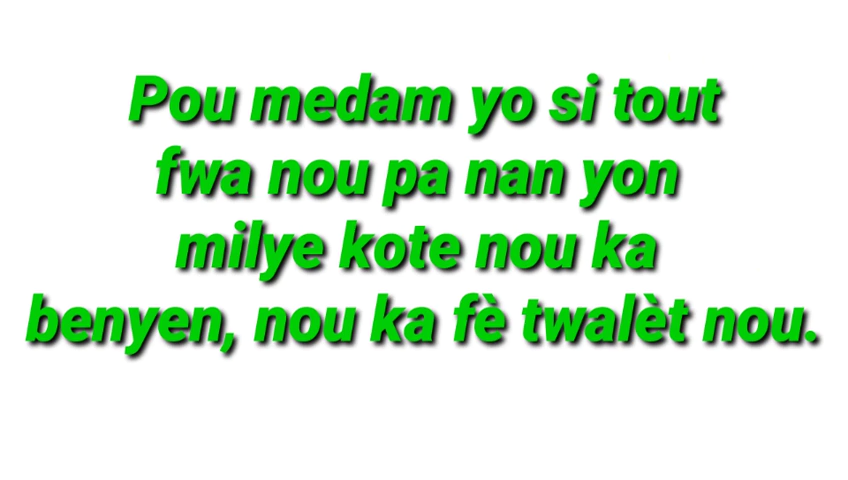 Pou medam yo si tout
fwa nou pa nan yon
milye kote nou ka
benyen, nou ka fè twalèt nou.